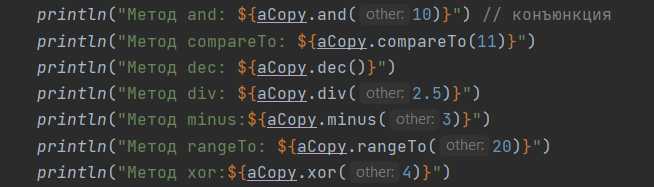 println("Метод and: ${aCopy.and( other: 10)}") // конъюнкция
println("Метод compareTo: ${aCopy.compareTo(11)}")
println("Метод dec: ${aCopy.dec()}")
println("Метод div: ${aCopy.div( other: 2.5)}")
println("Метод minus:${aCopy.minus( other: 3)}")
println("Метод rangeTo: ${aCopy.rangeTo( other: 20)}")
println("Метод xor:${aCopy.xor( other: 4)}")